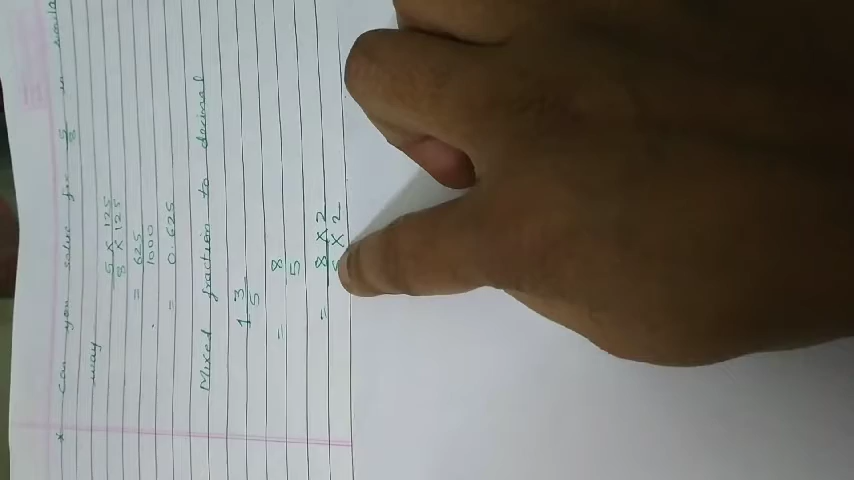 * Can you solve for 5/8 in
way
5 × 125
8 × 125
= 625
1000
= 0.625
Mixed fraction to decimal
1 3/5
= 8/5
= 8 × 2
5 × 2